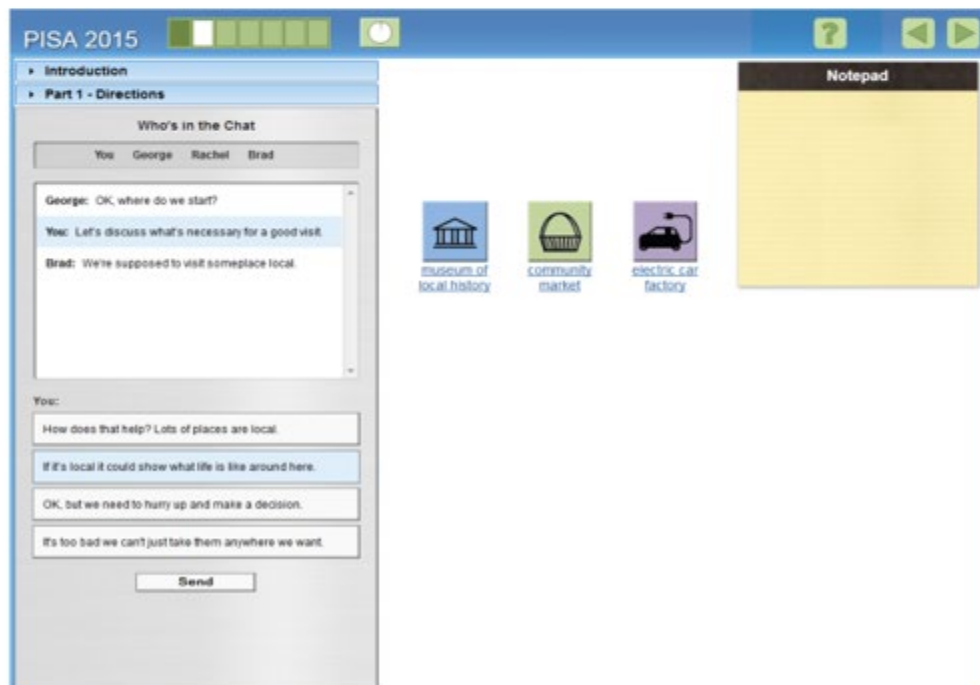 PISA 2015
?
Introduction
Part 1 - Directions
Who's in the Chat
You George Rachel Brad
George: OK, where do we start?
You: Let's discuss what's necessary for a good visit.
Brad: We're supposed to visit someplace local.
You:
How does that help? Lots of places are local.
If it's local it could show what life is like around here.
OK, but we need to hurry up and make a decision.
It's too bad we can't just take them anywhere we want.
Send
museum of
local history
community
market
electric car
factory
Notepad